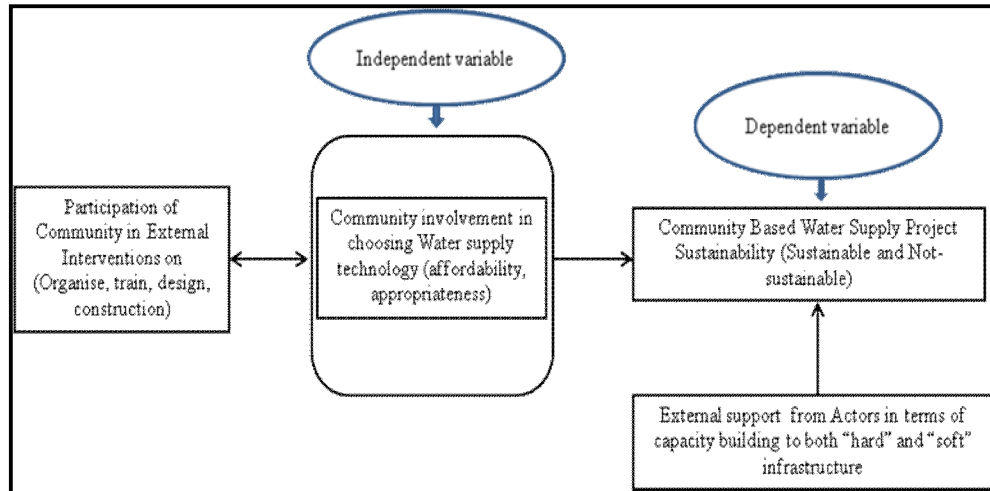 Independent variable
Dependent variable
Participation of
Community in External
Interventions on
(Organise, train, design,
construction)
Community involvement in
choosing Water supply
technology (affordability,
appropriateness)
Community Based Water Supply Project
Sustainability (Sustainable and Not-
sustainable)
External support from Actors in terms of
capacity building to both “hard” and “soft”
infrastructure